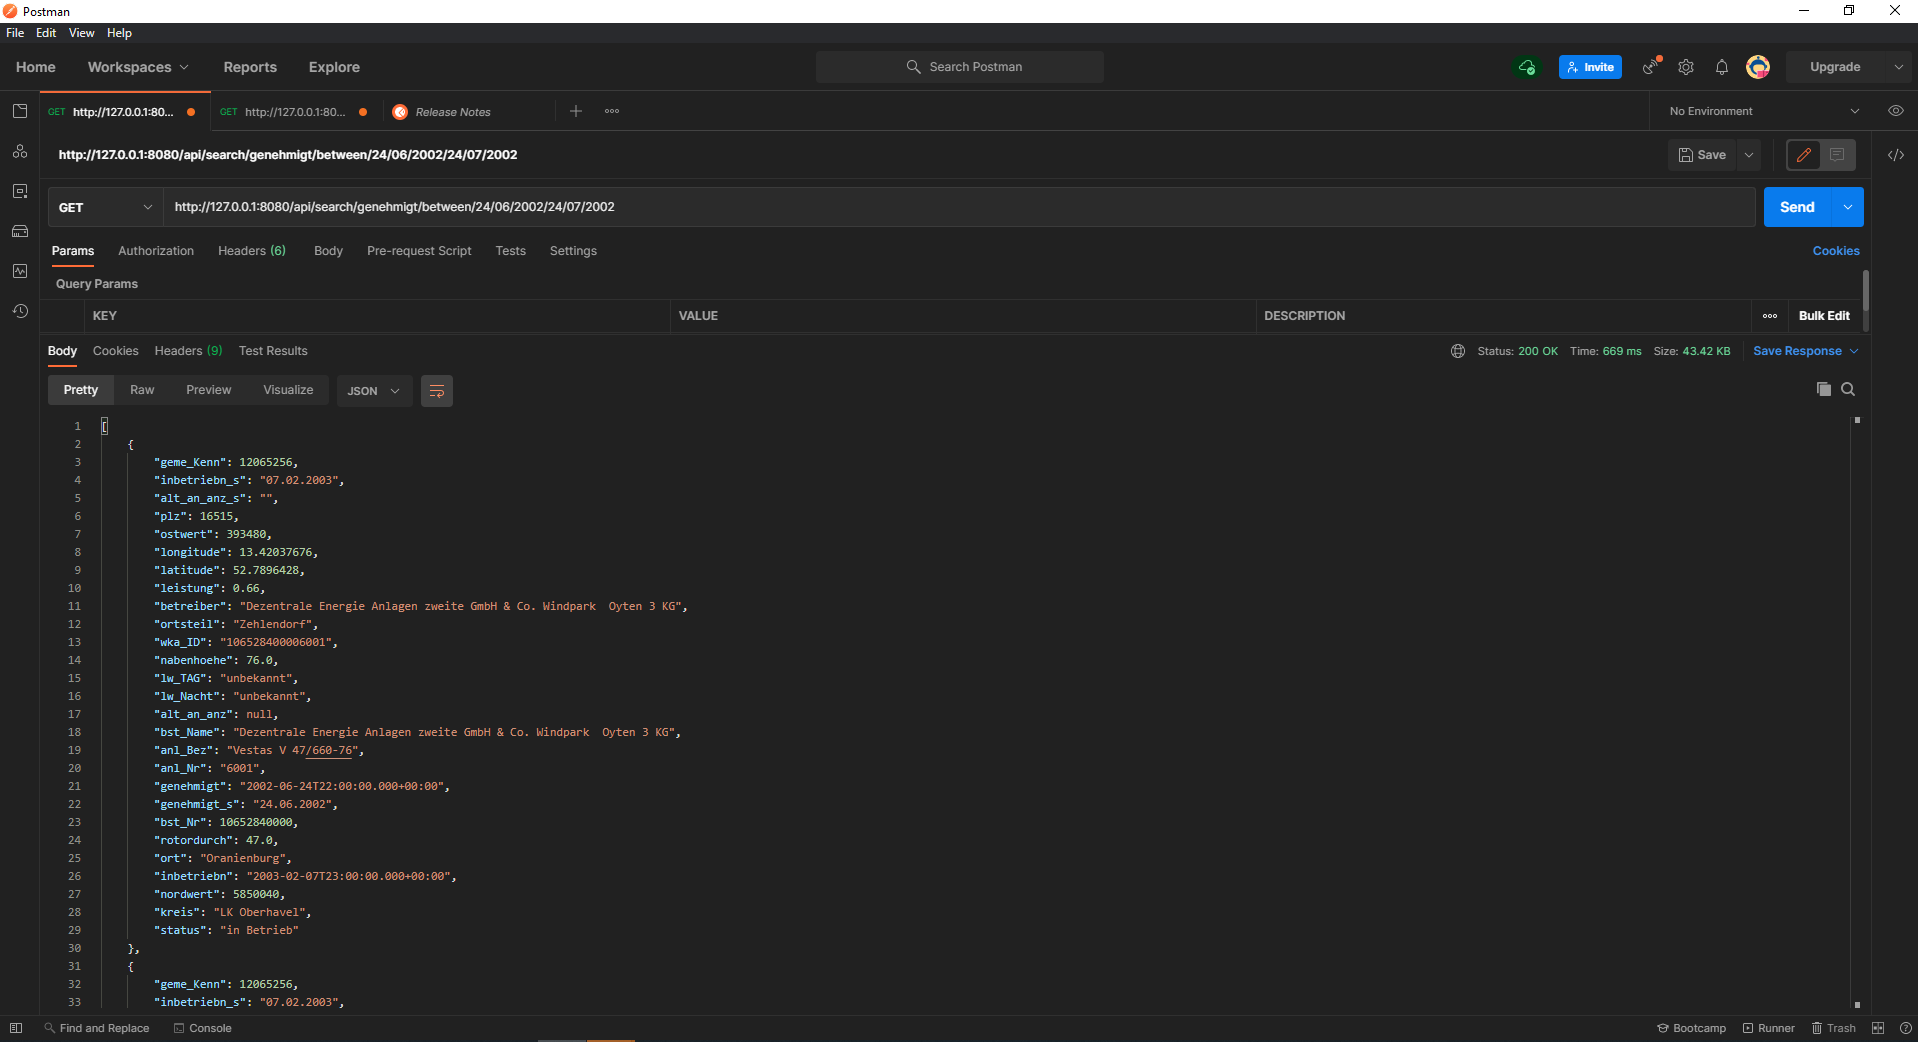 Postman
File Edit View Help
Home Workspaces Reports Explore Search Postman Invite Upgrade
GET http://127.0.0.1:80... GET http://127.0.0.1:80... Release Notes No Environment
http://127.0.0.1:8080/api/search/genehmigt/between/24/06/2002/24/07/2002 Save
GET http://127.0.0.1:8080/api/search/genehmigt/between/24/06/2002/24/07/2002 Send
Params Authorization Headers (6) Body Pre-request Script Tests Settings Cookies
Query Params
KEY VALUE DESCRIPTION Bulk Edit
Body Cookies Headers (9) Test Results Status: 200 OK Time: 669 ms Size: 43.42 KB Save Response
Pretty Raw Preview Visualize JSON
1 [
2 {
3 "geme_Kenn": 12065256,
4 "inbetriebn_s": "07.02.2003",
5 "alt_an_anz_s": "",
6 "plz": 16515,
7 "ostwert": 393480,
8 "longitude": 13.42037676,
9 "latitude": 52.7896428,
10 "leistung": 0.66,
11 "betreiber": "Dezentrale Energie Anlagen zweite GmbH & Co. Windpark  Oyten 3 KG",
12 "ortsteil": "Zehlendorf",
13 "wka_ID": "106528400006001",
14 "nabenhoehe": 76.0,
15 "lw_TAG": "unbekannt",
16 "lw_Nacht": "unbekannt",
17 "alt_an_anz": null,
18 "bst_Name": "Dezentrale Energie Anlagen zweite GmbH & Co. Windpark  Oyten 3 KG",
19 "anl_Bez": "Vestas V 47/660-76",
20 "anl_Nr": "6001",
21 "genehmigt": "2002-06-24T22:00:00.000+00:00",
22 "genehmigt_s": "24.06.2002",
23 "bst_Nr": 10652840000,
24 "rotordurch": 47.0,
25 "ort": "Oranienburg",
26 "inbetriebn": "2003-02-07T23:00:00.000+00:00",
27 "nordwert": 5850040,
28 "kreis": "LK Oberhavel",
29 "status": "in Betrieb"
30 },
31 {
32 "geme_Kenn": 12065256,
33 "inbetriebn_s": "07.02.2003",
Find and Replace Console Bootcamp Runner Trash